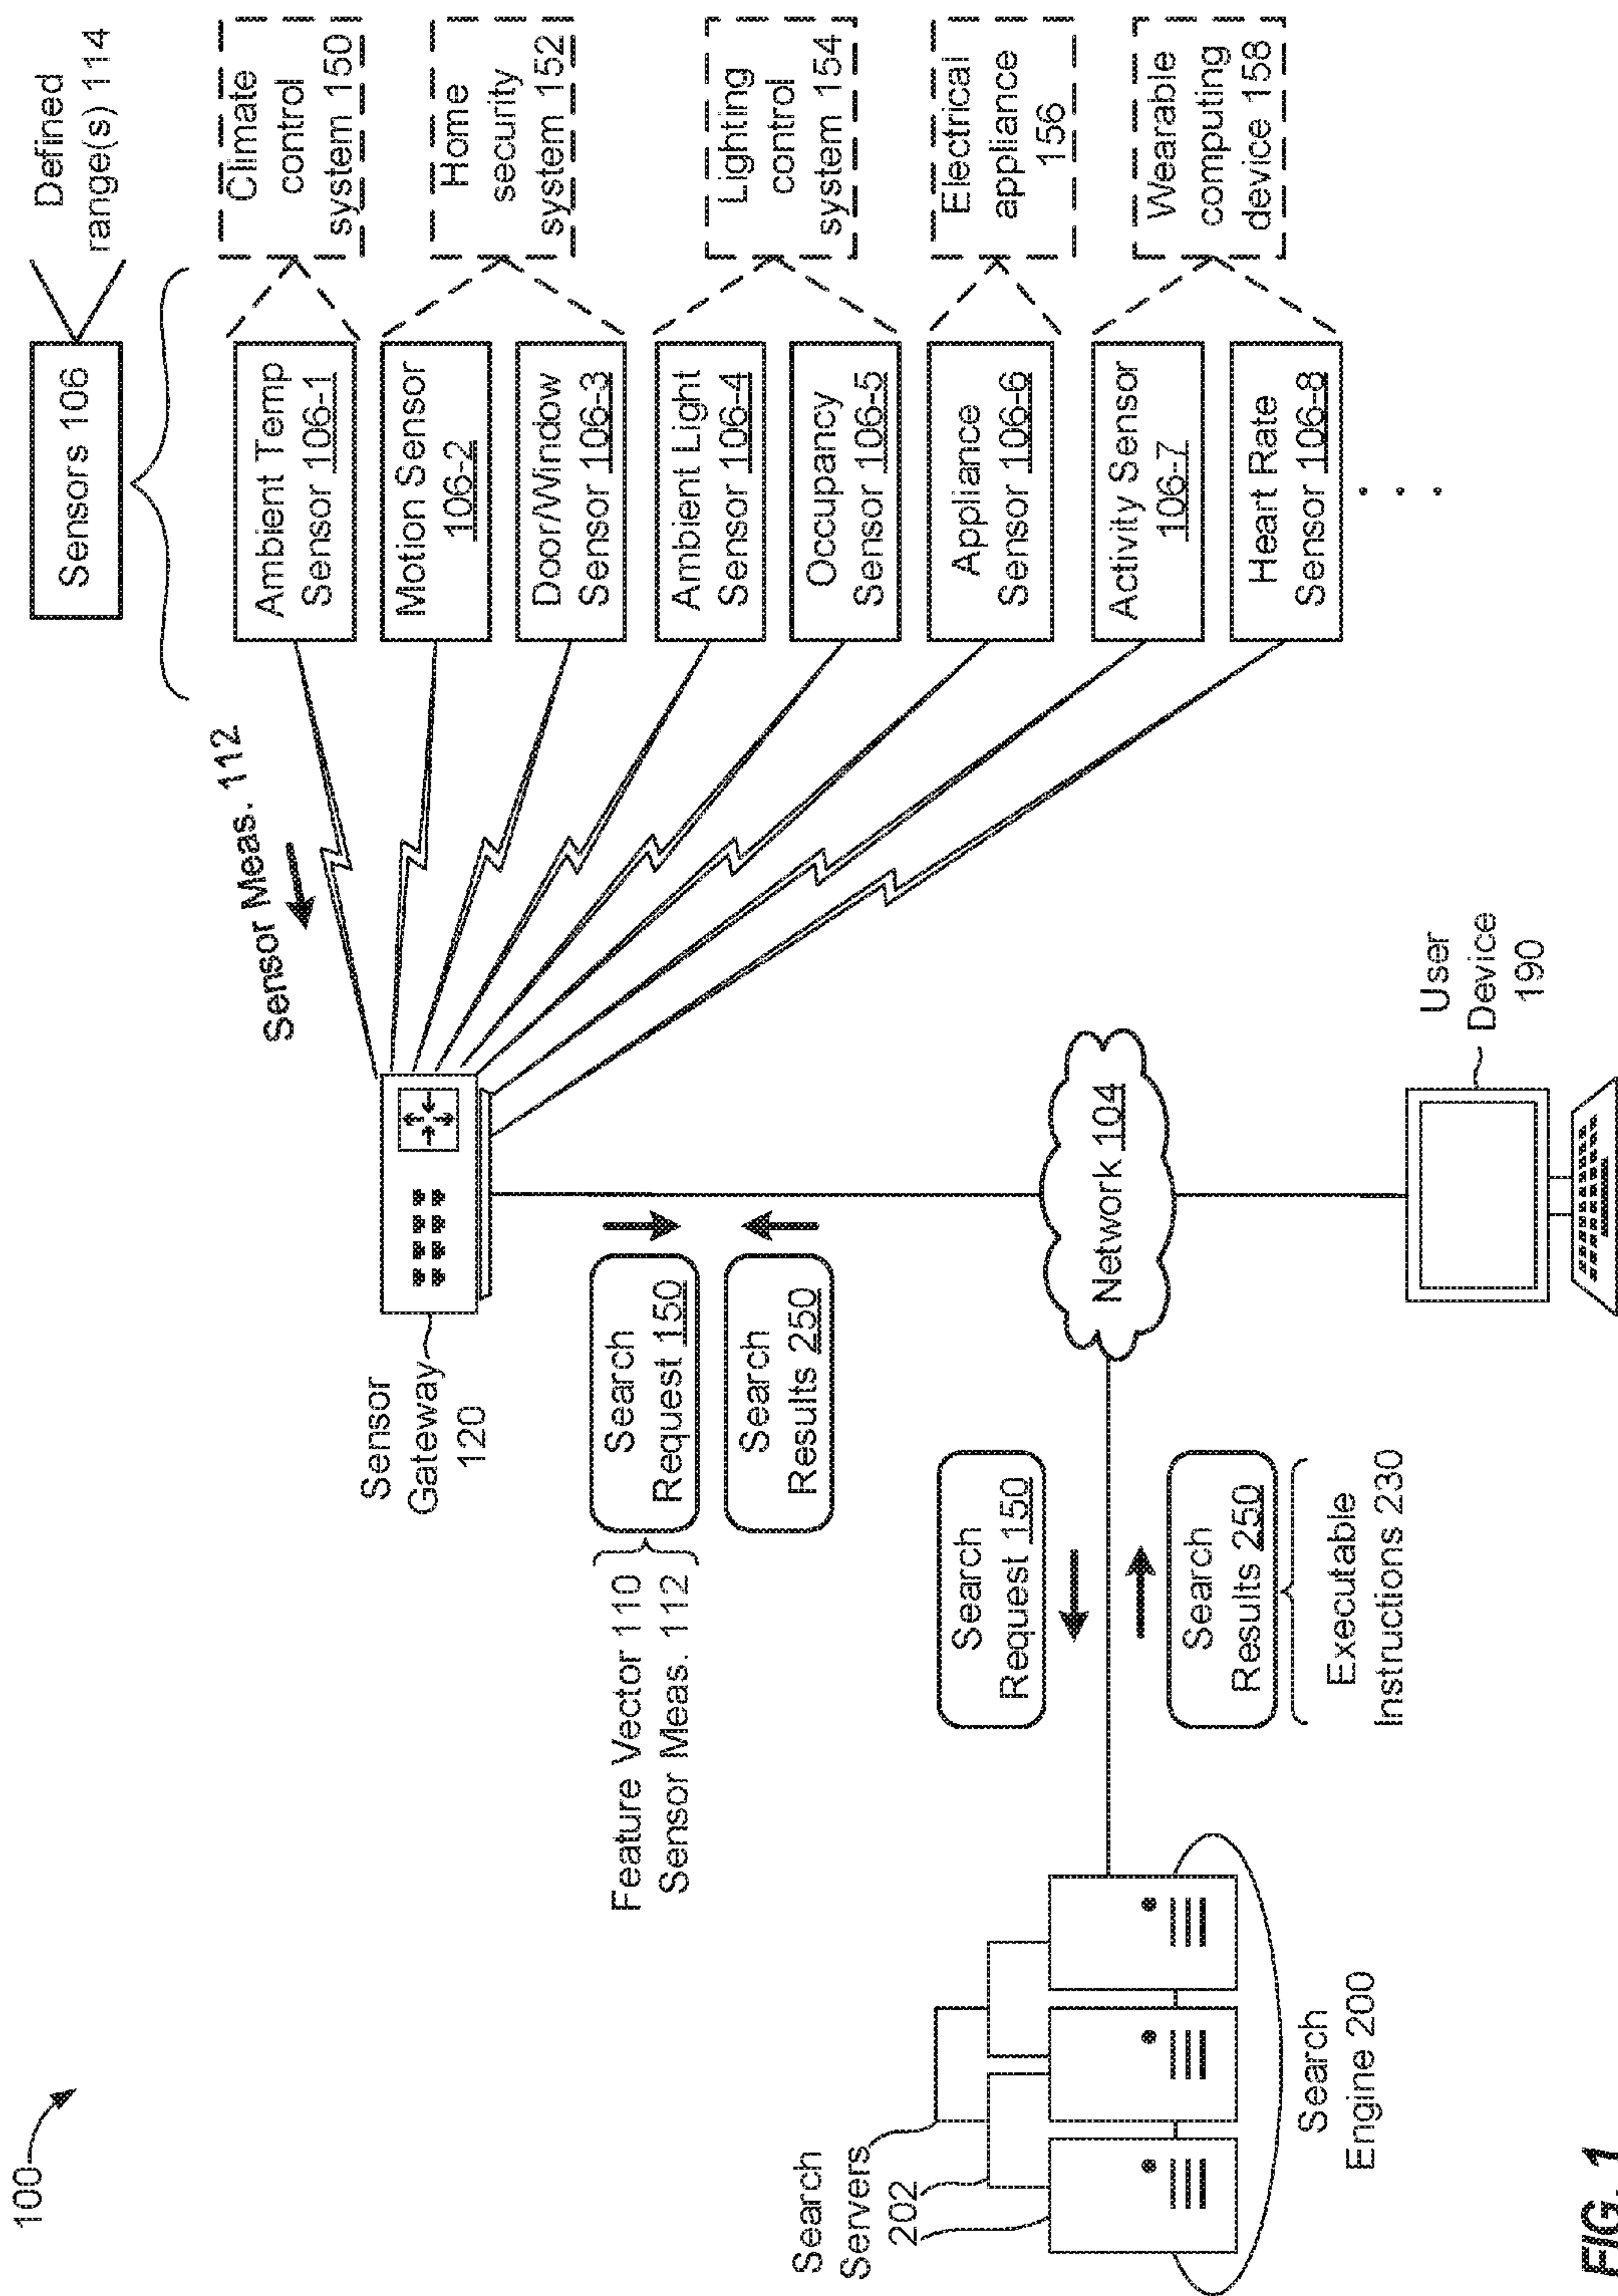 100
Sensors 106
Defined
range(s) 114
Sensor Meas. 112
Ambient Temp
Sensor 106-1
Climate
control
system 150
Motion Sensor
106-2
Door/Window
Sensor 106-3
Home
security
system 152
Ambient Light
Sensor 106-4
Occupancy
Sensor 106-5
Lighting
control
system 154
Appliance
Sensor 106-6
Electrical
appliance
156
Activity Sensor
106-7
Heart Rate
Sensor 106-8
Wearable
computing
device 158
Sensor
Gateway
120
Feature Vector 110
Sensor Meas. 112
Search
Request 150
Search
Results 250
Search
Servers
202
Search
Request 150
Search
Results 250
Executable
Instructions 230
Network 104
Search
Engine 200
User
Device
190
FIG. 1